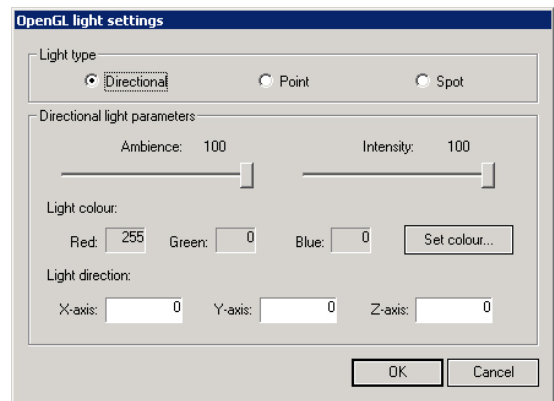 OpenGL light settings
Light type
Directional Point Spot
Directional light parameters
Ambience: 100 Intensity: 100
Light colour:
Red: 255 Green: 0 Blue: 0 Set colour...
Light direction:
X-axis: 0 Y-axis: 0 Z-axis: 0
OK Cancel